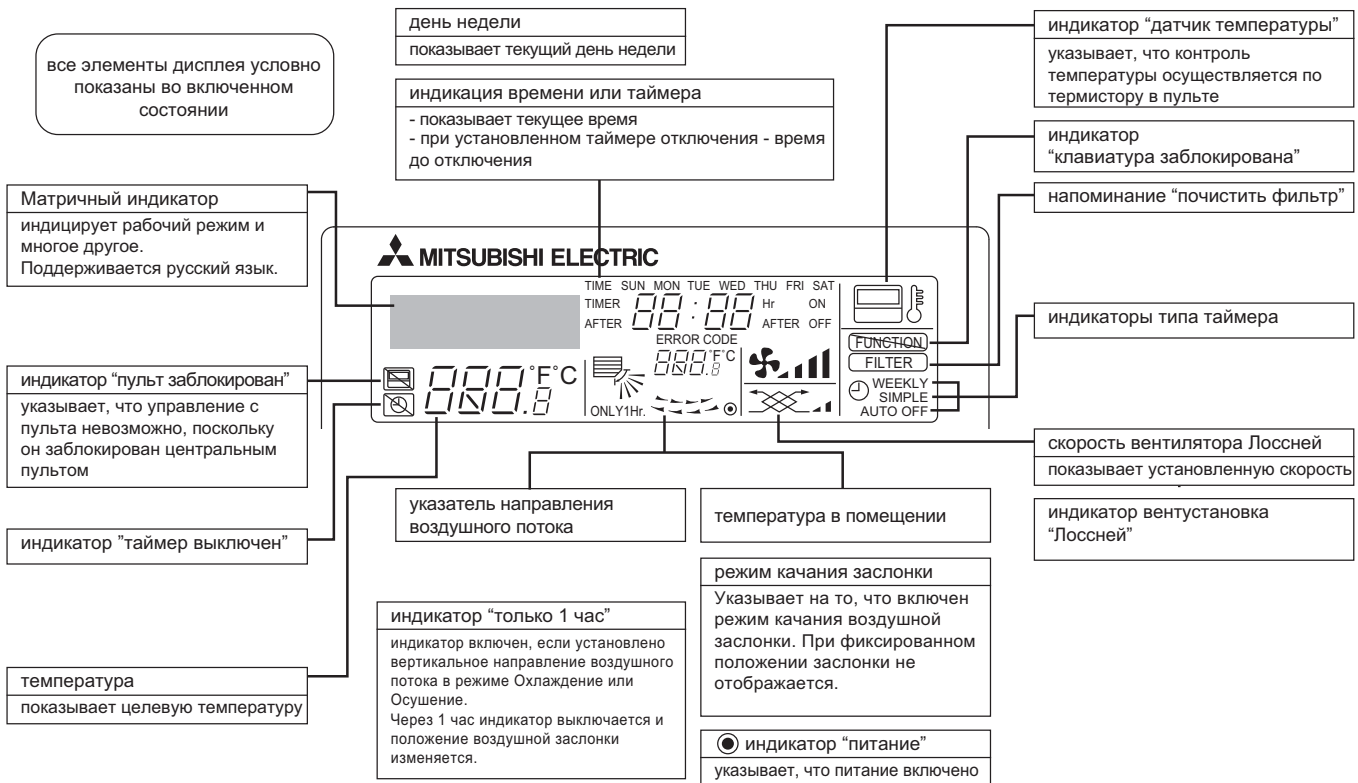 день недели
показывает текущий день недели
все элементы дисплея условно
показаны во включенном
состоянии
индикация времени или таймера
- показывает текущее время
- при установленном таймере отключения - время
до отключения
индикатор “датчик температуры”
указывает, что контроль
температуры осуществляется по
термистору в пульте
индикатор
“клавиатура заблокирована”
напоминание “почистить фильтр”
Матричный индикатор
индицирует рабочий режим и
многое другое.
Поддерживается русский язык.
MITSUBISHI ELECTRIC
TIME SUN MON TUE WED THU FRI SAT
TIMER 88:88 Hr ON
AFTER AFTER OFF
ERROR CODE
888.8 °F°C
888.8 °F°C
ONLY1Hr.
FUNCTION
FILTER
WEEKLY
SIMPLE
AUTO OFF
индикаторы типа таймера
индикатор “пульт заблокирован”
указывает, что управление с
пульта невозможно, поскольку
он заблокирован центральным
пультом
индикатор ”таймер выключен”
температура
показывает целевую температуру
указатель направления
воздушного потока
температура в помещении
скорость вентилятора Лоссней
показывает установленную скорость
индикатор вентустановка
“Лоссней”
индикатор “только 1 час”
индикатор включен, если установлено
вертикальное направление воздушного
потока в режиме Охлаждение или
Осушение.
Через 1 час индикатор выключается и
положение воздушной заслонки
изменяется.
режим качания заслонки
Указывает на то, что включен
режим качания воздушной
заслонки. При фиксированном
положении заслонки не
отображается.
индикатор “питание”
указывает, что питание включено